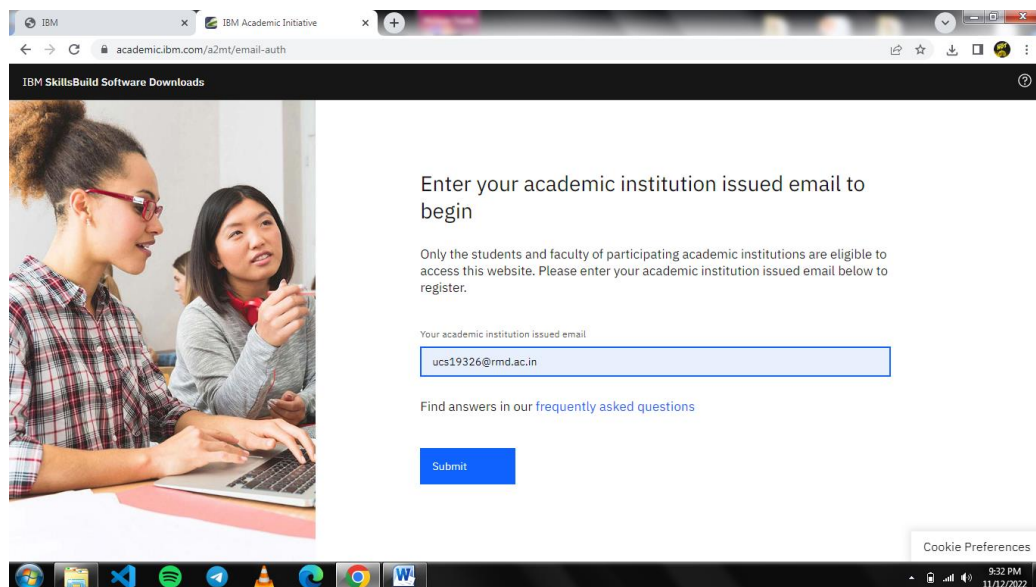 IBM
IBM Academic Initiative
academic.ibm.com/a2mt/email-auth
IBM SkillsBuild Software Downloads
Enter your academic institution issued email to
begin
Only the students and faculty of participating academic institutions are eligible to
access this website. Please enter your academic institution issued email below to
register.
Your academic institution issued email
ucs19326@rmd.ac.in
Find answers in our frequently asked questions
Submit
Cookie Preferences
9:32 PM
11/12/2022